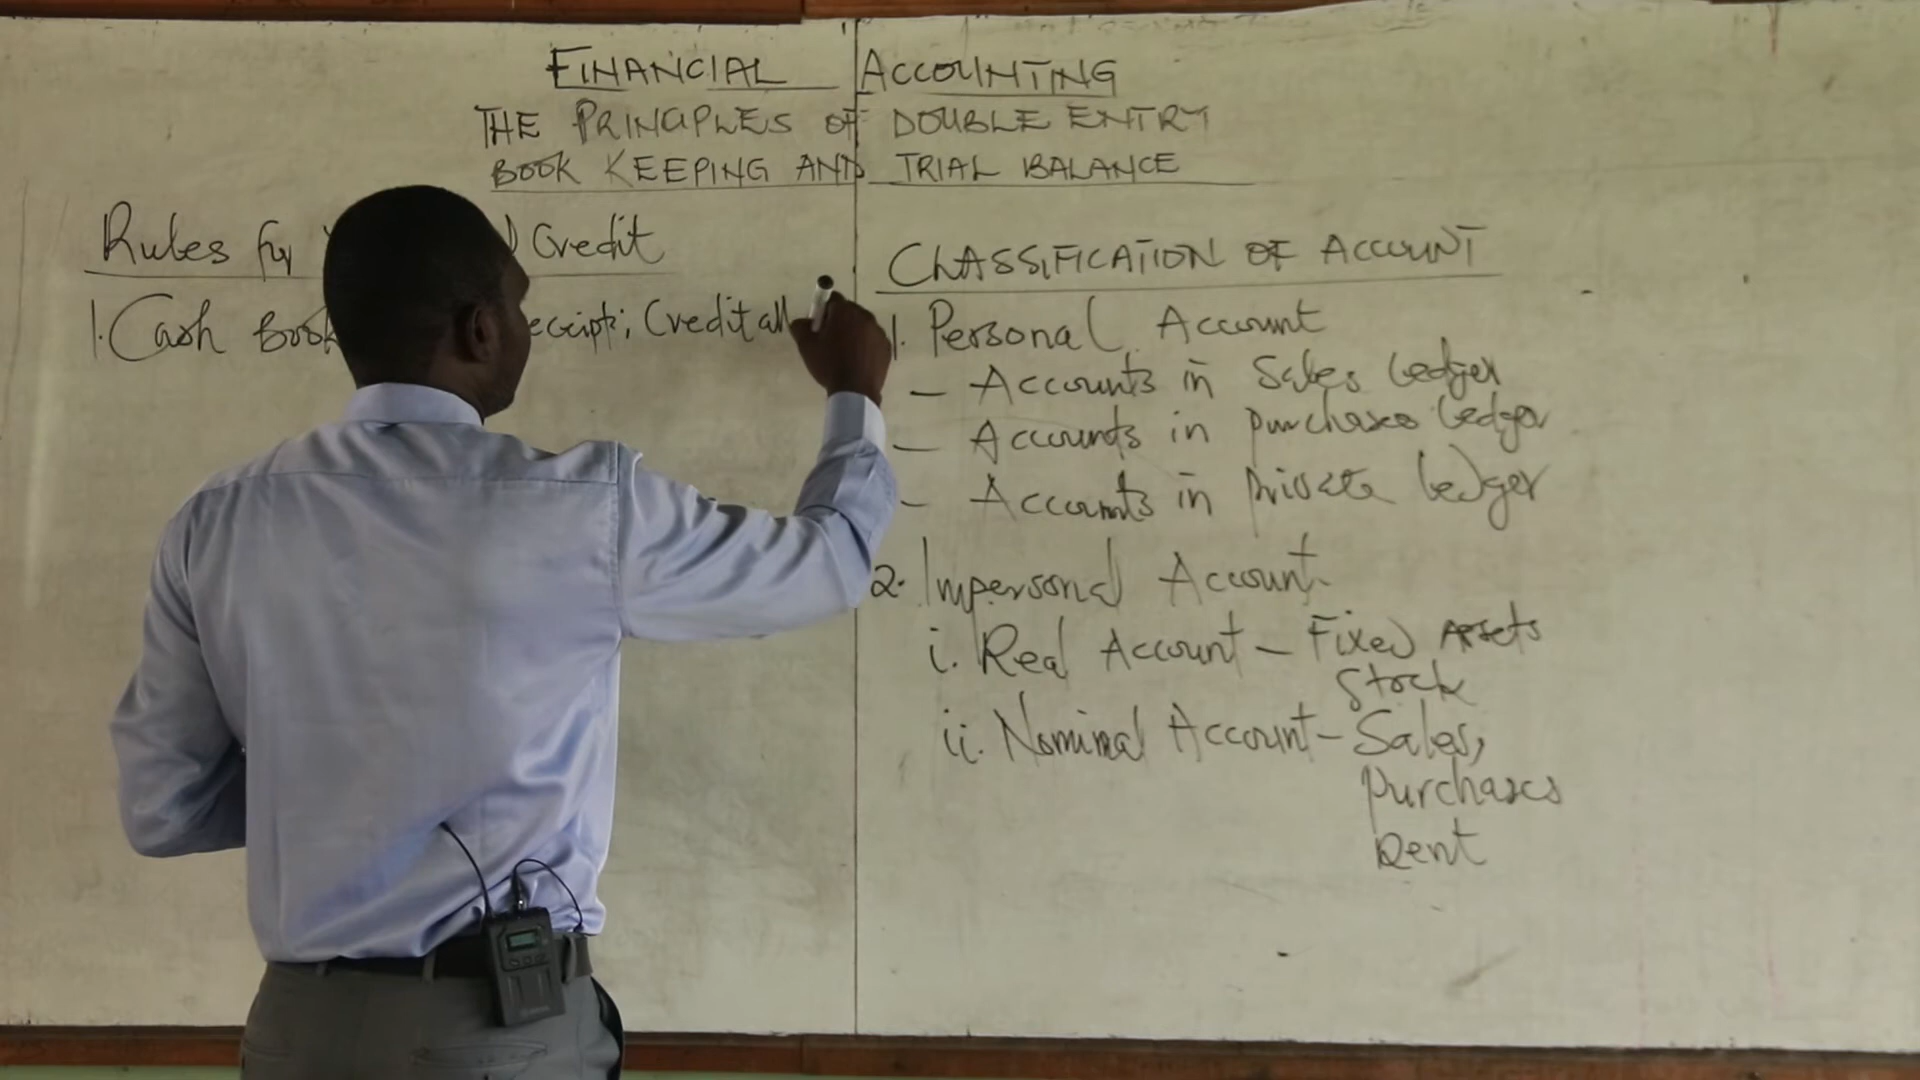 FINANCIAL ACCOUNTING
THE PRINCIPLES OF DOUBLE ENTRY
BOOK KEEPING AND TRIAL BALANCE
Rules for Credit
1. Cash Book eceipt; Credit all
CLASSIFICATION OF ACCOUNT
1. Personal Account
- Accounts in Sales Ledger
- Accounts in purchases Ledger
- Accounts in private Ledger
2. Impersonal Account.
i. Real Account - Fixed Assets
Stock
ii. Nominal Account - Sales,
purchases
Rent